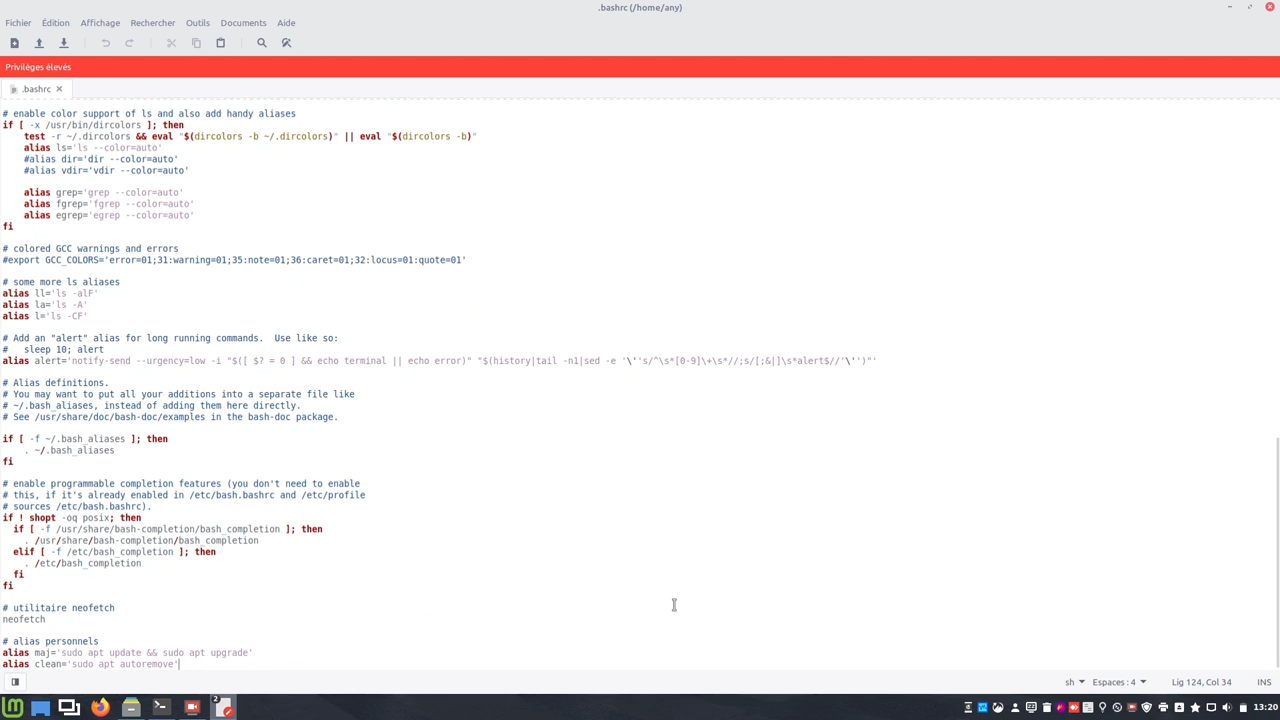 .bashrc (/home/any)
Fichier Édition Affichage Rechercher Outils Documents Aide
Privilèges élevés
.bashrc
# enable color support of ls and also add handy aliases
if [ -x /usr/bin/dircolors ]; then
    test -r ~/.dircolors && eval "$(dircolors -b ~/.dircolors)" || eval "$(dircolors -b)"
    alias ls='ls --color=auto'
    #alias dir='dir --color=auto'
    #alias vdir='vdir --color=auto'
    alias grep='grep --color=auto'
    alias fgrep='fgrep --color=auto'
    alias egrep='egrep --color=auto'
fi
# colored GCC warnings and errors
#export GCC_COLORS='error=01;31:warning=01;35:note=01;36:caret=01;32:locus=01:quote=01'
# some more ls aliases
alias ll='ls -alF'
alias la='ls -A'
alias l='ls -CF'
# Add an "alert" alias for long running commands.  Use like so:
#   sleep 10; alert
alias alert='notify-send --urgency=low -i "$([ $? = 0 ] && echo terminal || echo error)" "$(history|tail -n1|sed -e '\''s/^\s*[0-9]\+\s*//;s/[;&|]\s*alert$//'\'')"'
# Alias definitions.
# You may want to put all your additions into a separate file like
# ~/.bash_aliases, instead of adding them here directly.
# See /usr/share/doc/bash-doc/examples in the bash-doc package.
if [ -f ~/.bash_aliases ]; then
    . ~/.bash_aliases
fi
# enable programmable completion features (you don't need to enable
# this, if it's already enabled in /etc/bash.bashrc and /etc/profile
# sources /etc/bash.bashrc).
if ! shopt -oq posix; then
  if [ -f /usr/share/bash-completion/bash_completion ]; then
    . /usr/share/bash-completion/bash_completion
  elif [ -f /etc/bash_completion ]; then
    . /etc/bash_completion
  fi
fi
# utilitaire neofetch
neofetch
# alias personnels
alias maj='sudo apt update && sudo apt upgrade'
alias clean='sudo apt autoremove'
sh Espaces : 4 Lig 124, Col 34 INS
2
13:20